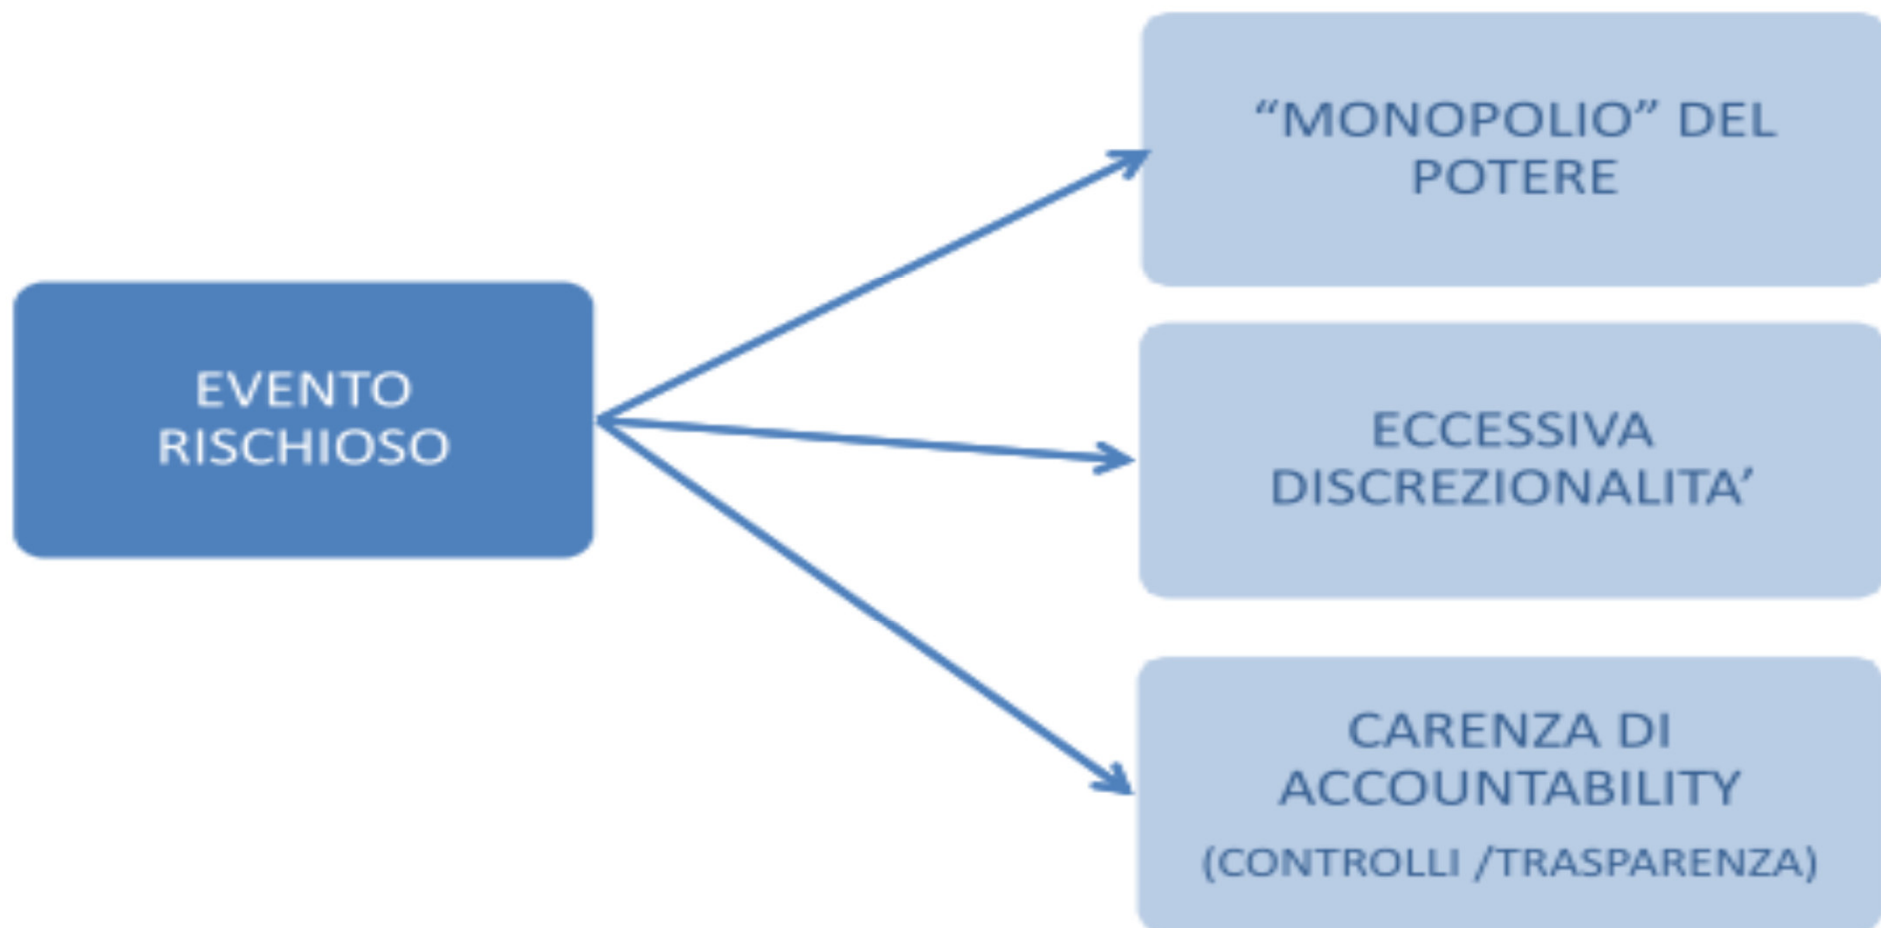 EVENTO
RISCHIOSO
“MONOPOLIO” DEL
POTERE
ECCESSIVA
DISCREZIONALITA’
CARENZA DI
ACCOUNTABILITY
(CONTROLLI /TRASPARENZA)